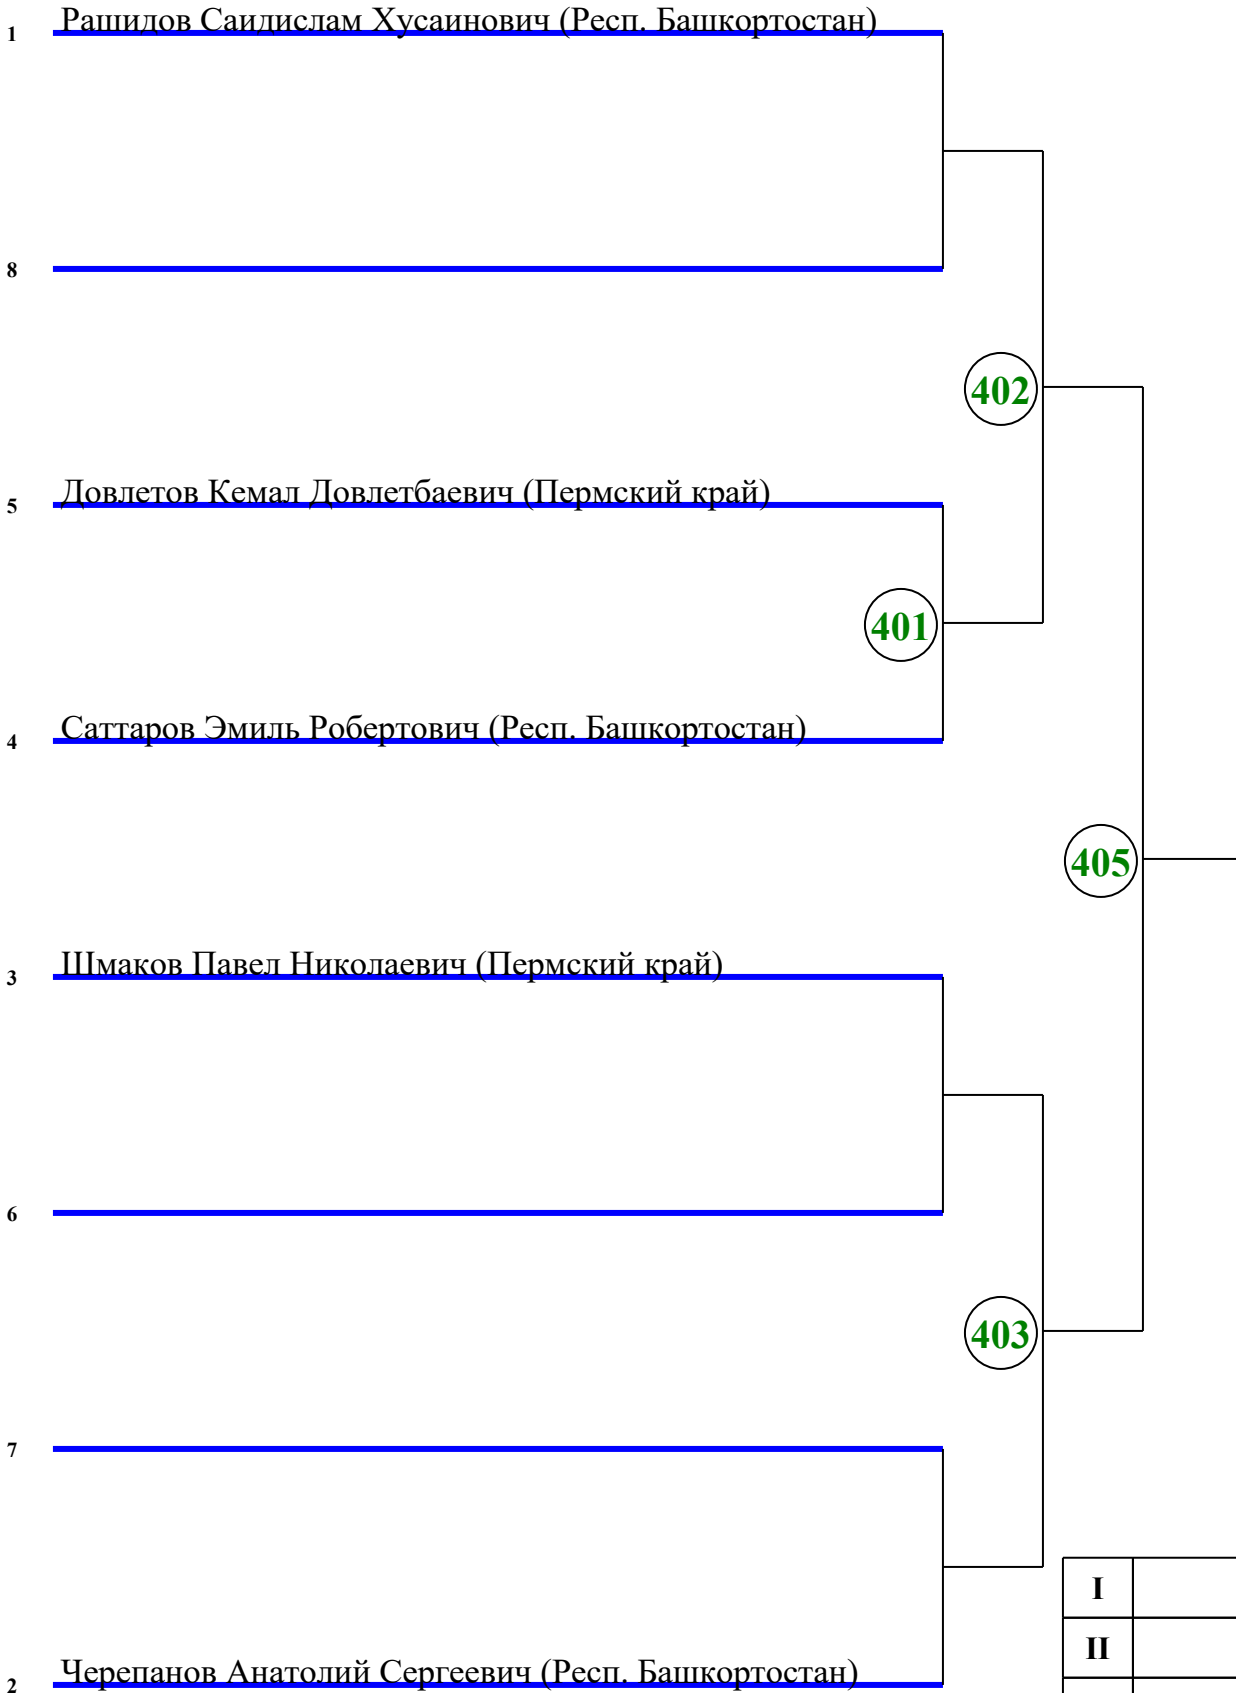 1 Рашидов Саидислам Хусаинович (Респ. Башкортостан)
8
402
5 Довлетов Кемал Довлетбаевич (Пермский край)
401
4 Саттаров Эмиль Робертович (Респ. Башкортостан)
405
3 Шмаков Павел Николаевич (Пермский край)
6
403
7
I
II
2 Черепанов Анатолий Сергеевич (Респ. Башкортостан)